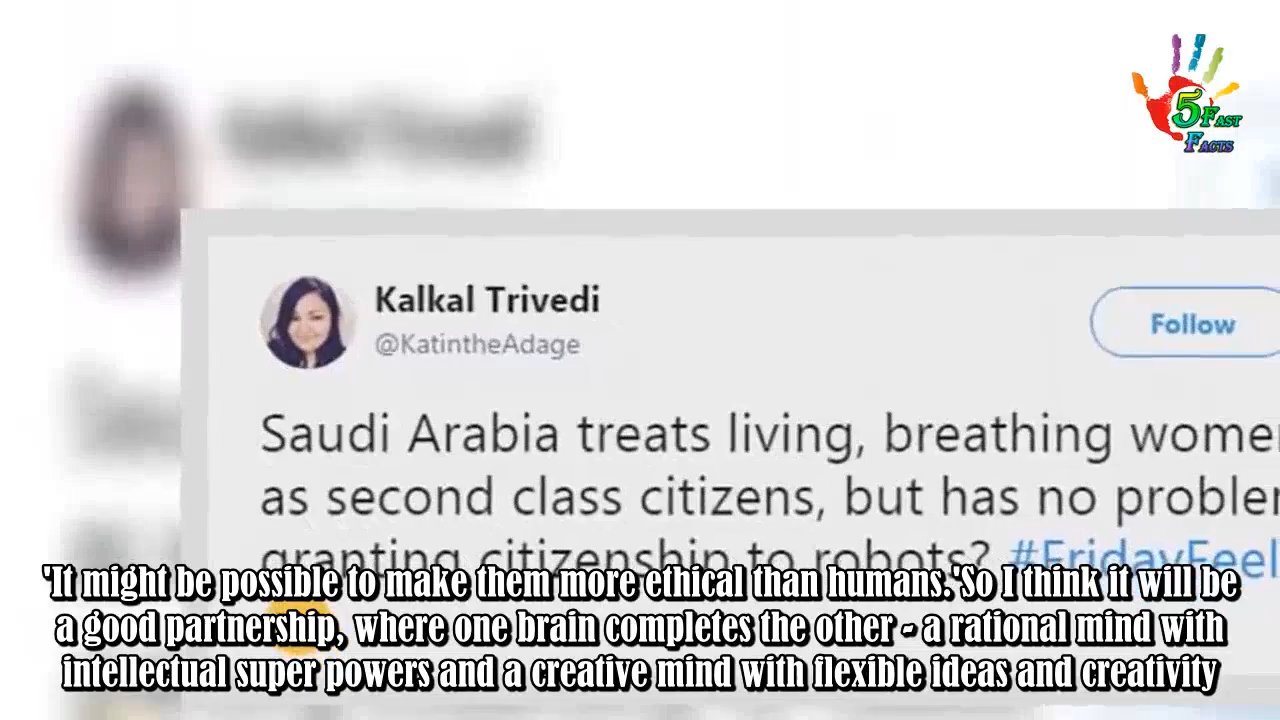 5 Fast
Facts
Kalkal Trivedi
@KatintheAdage
Follow
Saudi Arabia treats living, breathing
as second class citizens, but has no
granting citizenship to robots?
'It might be possible to make them more ethical than humans.'So I think it will be
a good partnership, where one brain completes the other - a rational mind with
intellectual super powers and a creative mind with flexible ideas and creativity